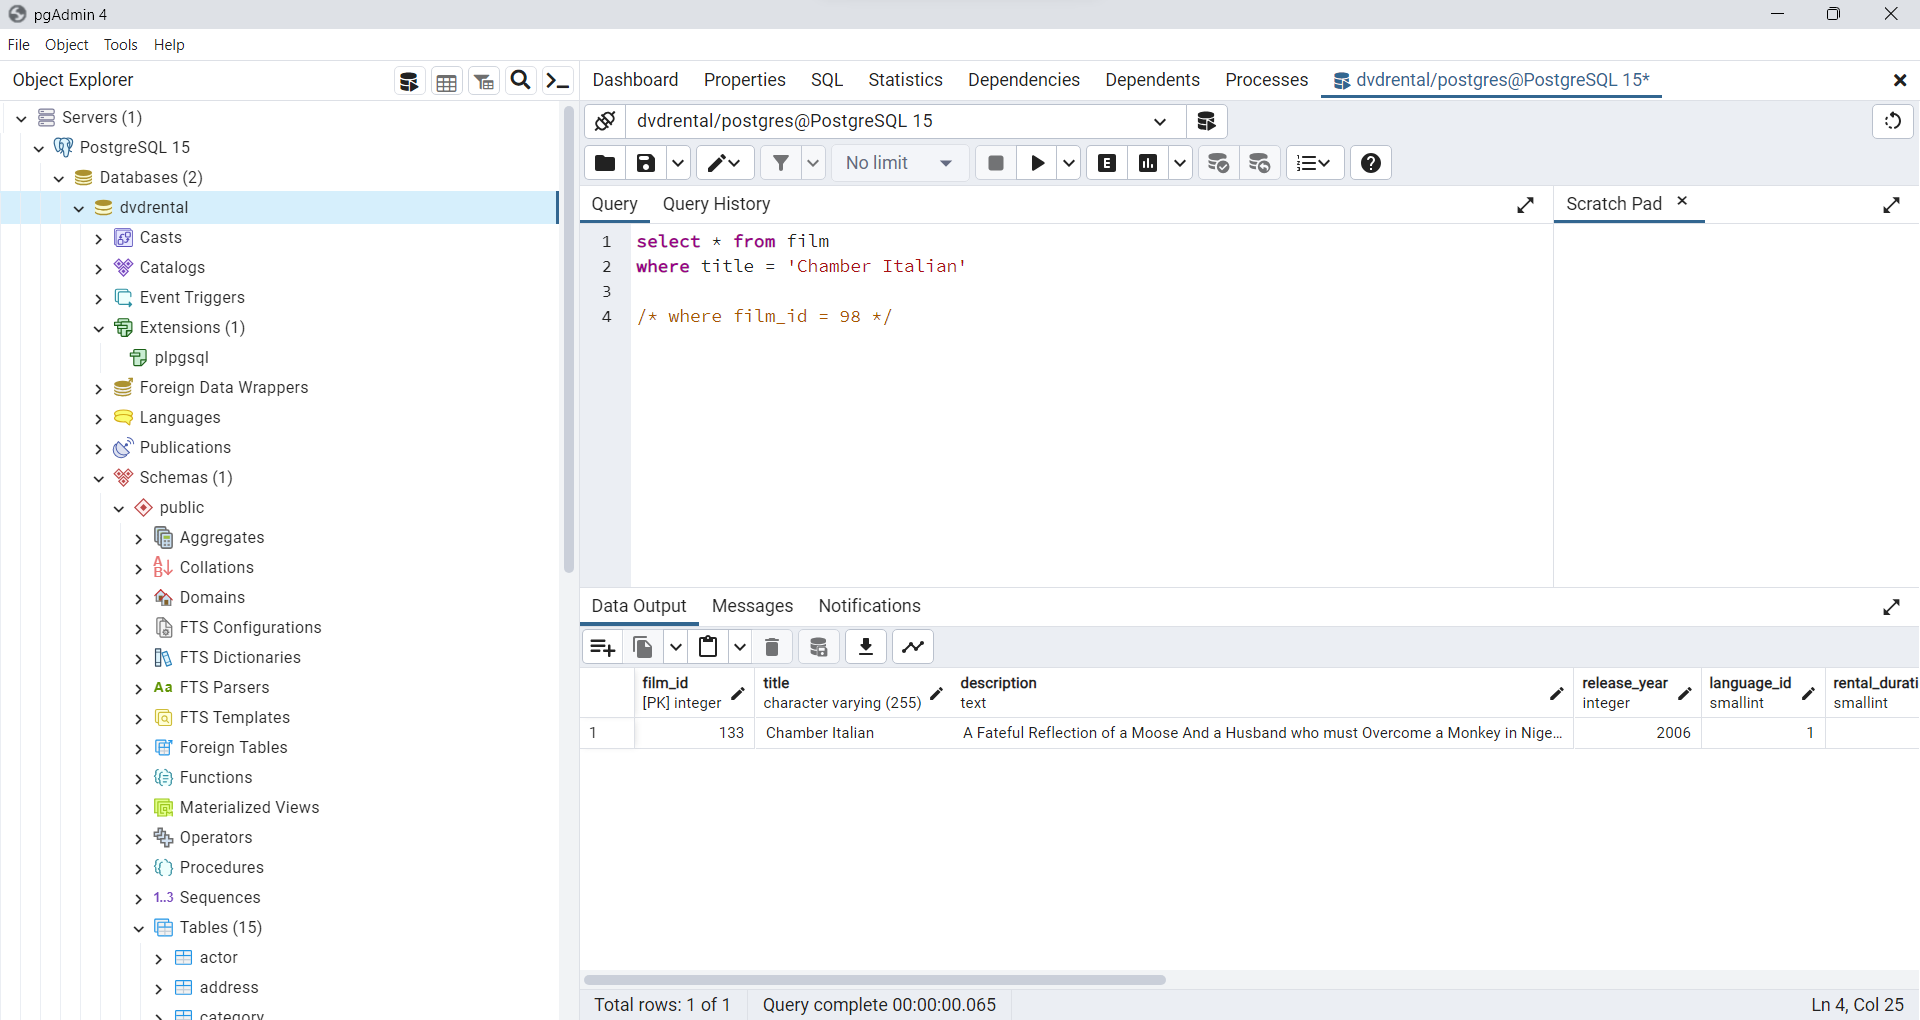 pgAdmin 4
File Object Tools Help
Object Explorer
Dashboard Properties SQL Statistics Dependencies Dependents Processes dvdrental/postgres@PostgreSQL 15*
Servers (1)
PostgreSQL 15
Databases (2)
dvdrental
Casts
Catalogs
Event Triggers
Extensions (1)
plpgsql
Foreign Data Wrappers
Languages
Publications
Schemas (1)
public
Aggregates
Collations
Domains
FTS Configurations
FTS Dictionaries
Aa FTS Parsers
FTS Templates
Foreign Tables
Functions
Materialized Views
Operators
Procedures
1..3 Sequences
Tables (15)
actor
address
category
dvdrental/postgres@PostgreSQL 15
No limit
E
Query Query History
Scratch Pad
1 select * from film
2 where title = 'Chamber Italian'
3
4 /* where film_id = 98 */
Data Output Messages Notifications
film_id title description release_year language_id rental_durati
[PK] integer character varying (255) text integer smallint smallint
1 133 Chamber Italian A Fateful Reflection of a Moose And a Husband who must Overcome a Monkey in Nige... 2006 1
Total rows: 1 of 1 Query complete 00:00:00.065 Ln 4, Col 25